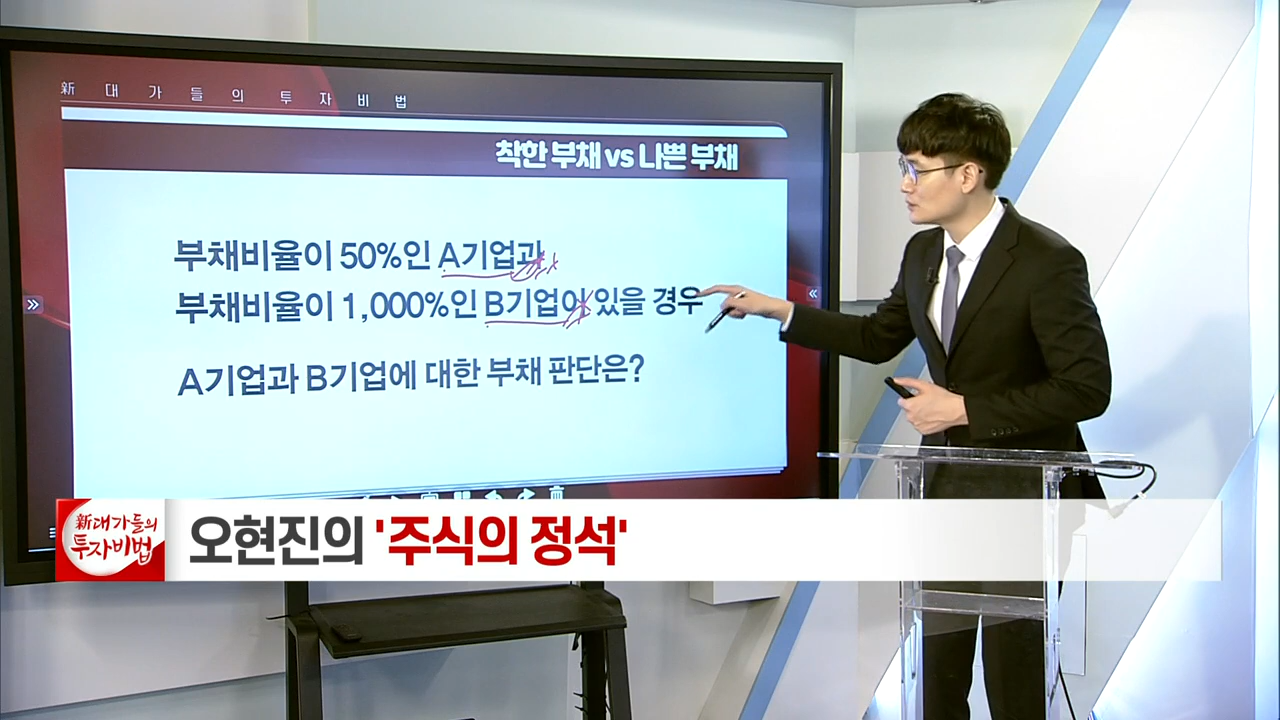 新 대 가 들 의 투 자 비 법
착한 부채 vs 나쁜 부채
부채비율이 50%인 A기업과
부채비율이 1,000%인 B기업이 있을 경우
A기업과 B기업에 대한 부채 판단은?
新대가들의
투자비법
오현진의 '주식의 정석'